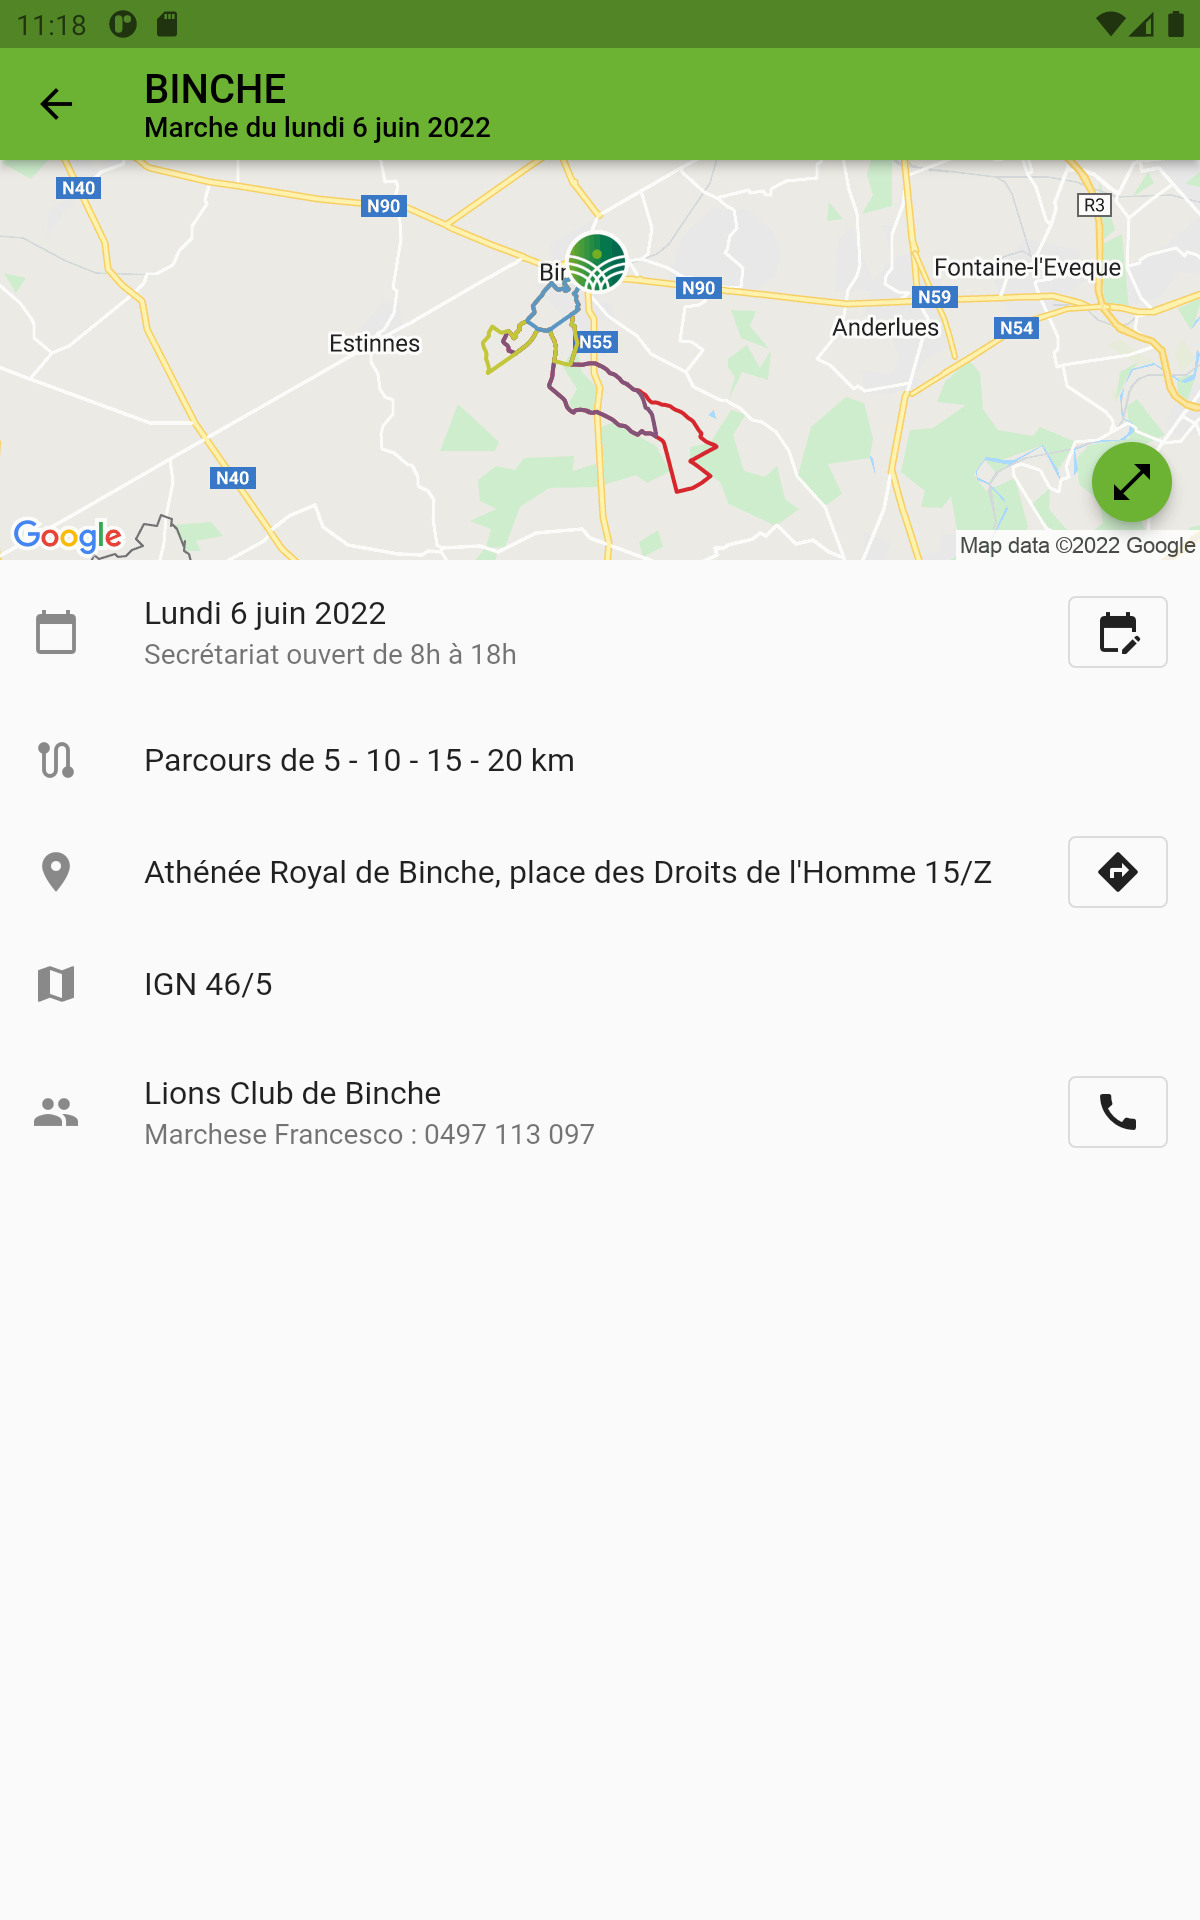 11:18
BINCHE
Marche du lundi 6 juin 2022
N40
N90
R3
Bin
N90
Fontaine-l'Eveque
N59
Anderlues
N54
Estinnes
N55
N40
Google
Map data ©2022 Google
Lundi 6 juin 2022
Secrétariat ouvert de 8h à 18h
Parcours de 5 - 10 - 15 - 20 km
Athénée Royal de Binche, place des Droits de l'Homme 15/Z
IGN 46/5
Lions Club de Binche
Marchese Francesco : 0497 113 097